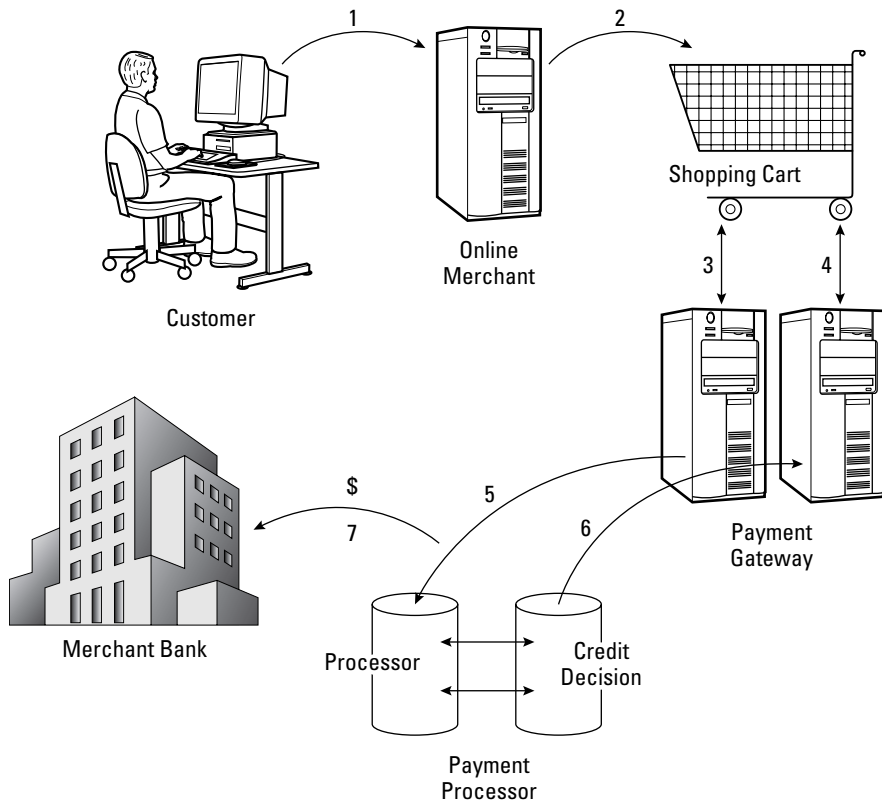 1
2
Shopping Cart
Online
Merchant
3
4
Customer
$
5
7
6
Payment
Gateway
Merchant Bank
Processor
Credit
Decision
Payment
Processor